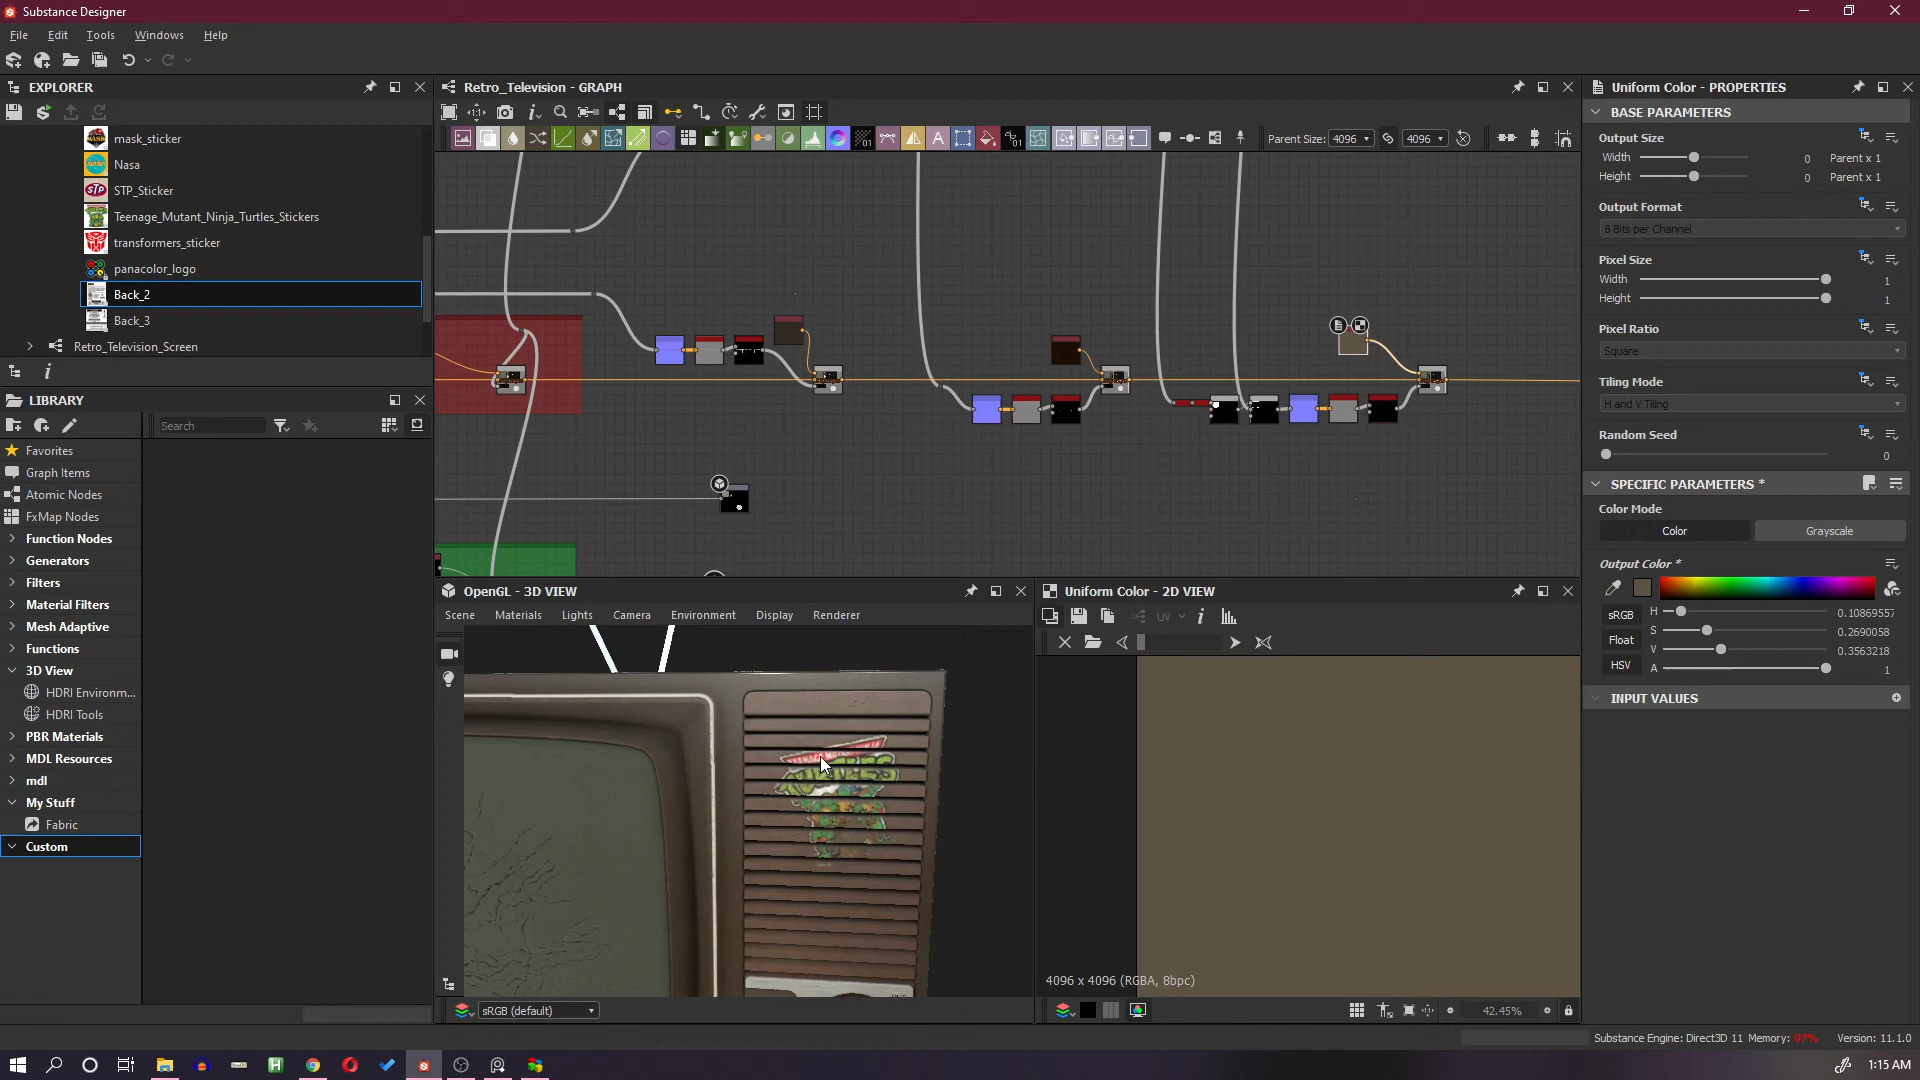 Substance Designer
File Edit Tools Windows Help
EXPLORER
mask_sticker
Nasa
STP_Sticker
Teenage_Mutant_Ninja_Turtles_Stickers
transformers_sticker
panacolor_logo
Back_2
Back_3
Retro_Television_Screen
LIBRARY
Search
Favorites
Graph Items
Atomic Nodes
FxMap Nodes
Function Nodes
Generators
Filters
Material Filters
Mesh Adaptive
Functions
3D View
HDRI Environm...
HDRI Tools
PBR Materials
MDL Resources
mdl
My Stuff
Fabric
Custom
Retro_Television - GRAPH
Parent Size: 4096 4096
OpenGL - 3D VIEW
Scene Materials Lights Camera Environment Display Renderer
sRGB (default)
Uniform Color - 2D VIEW
UV
4096 x 4096 (RGBA, 8bpc)
42.45%
Uniform Color - PROPERTIES
BASE PARAMETERS
Output Size
Width 0 Parent x 1
Height 0 Parent x 1
Output Format
8 Bits per Channel
Pixel Size
Width 1
Height 1
Pixel Ratio
Square
Tiling Mode
H and V Tiling
Random Seed
0
SPECIFIC PARAMETERS *
Color Mode
Color Grayscale
Output Color *
sRGB H 0.10869557
Float S 0.2690058
HSV V 0.3563218
A 1
INPUT VALUES
Substance Engine: Direct3D 11 Memory: 97% Version: 11.1.0
1:15 AM